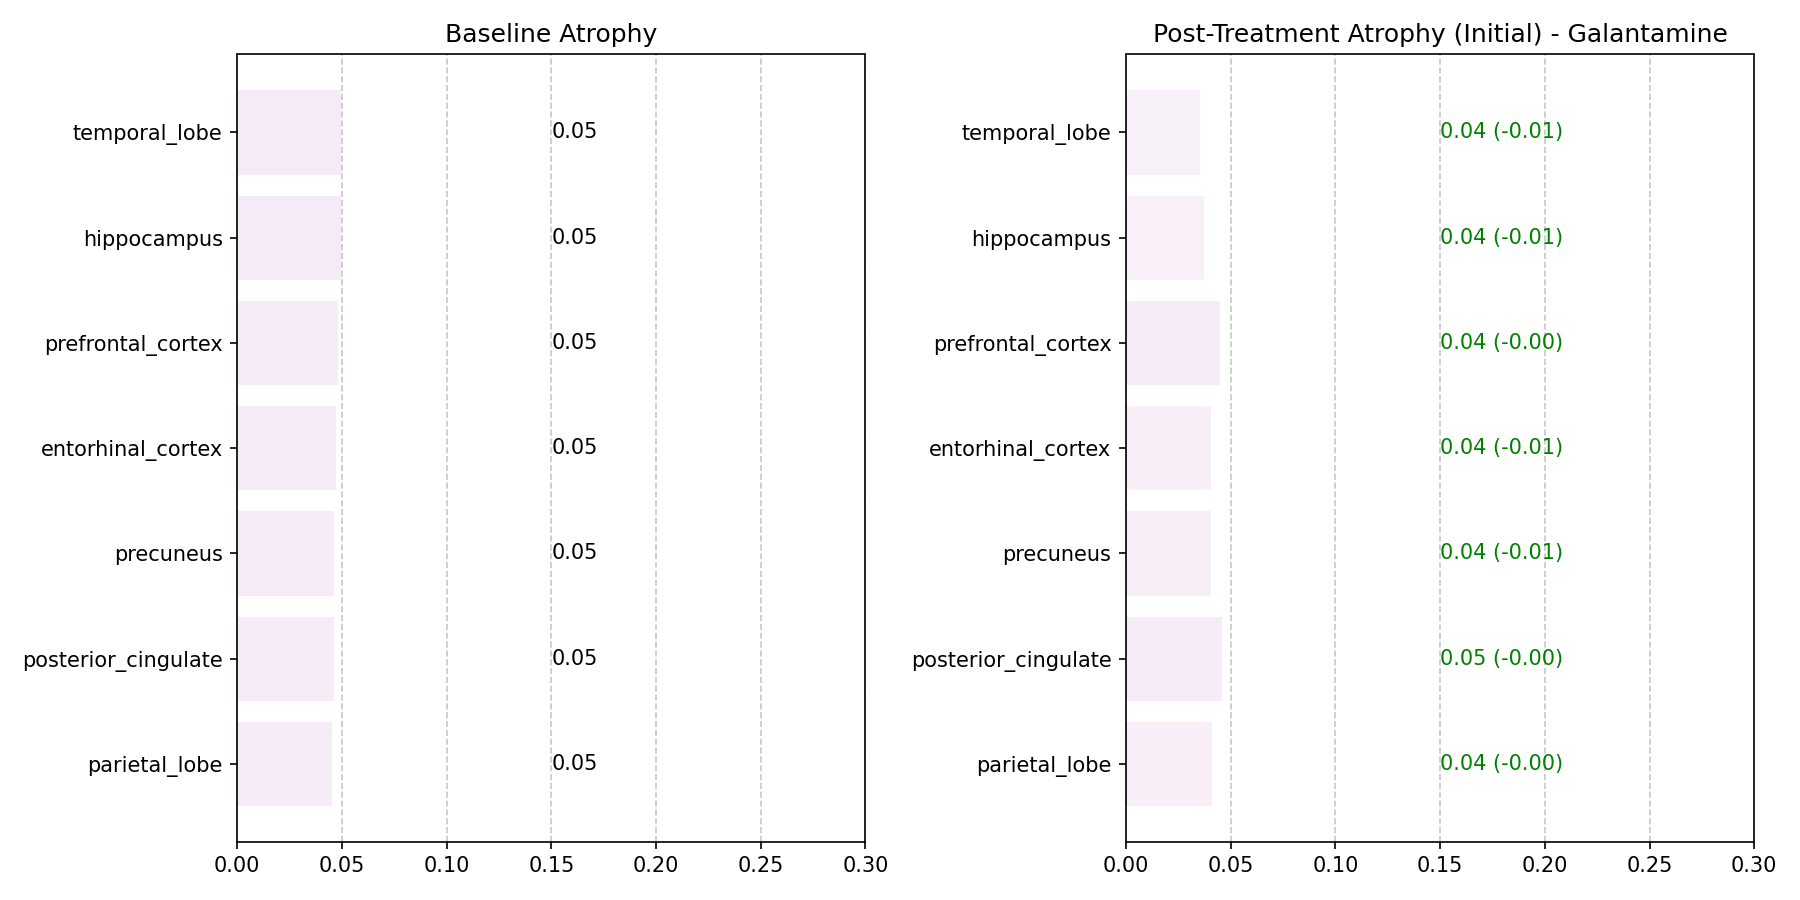 Baseline Atrophy
temporal_lobe 0.05
hippocampus 0.05
prefrontal_cortex 0.05
entorhinal_cortex 0.05
precuneus 0.05
posterior_cingulate 0.05
parietal_lobe 0.05
0.00 0.05 0.10 0.15 0.20 0.25 0.30
Post-Treatment Atrophy (Initial) - Galantamine
temporal_lobe 0.04 (-0.01)
hippocampus 0.04 (-0.01)
prefrontal_cortex 0.04 (-0.00)
entorhinal_cortex 0.04 (-0.01)
precuneus 0.04 (-0.01)
posterior_cingulate 0.05 (-0.00)
parietal_lobe 0.04 (-0.00)
0.00 0.05 0.10 0.15 0.20 0.25 0.30